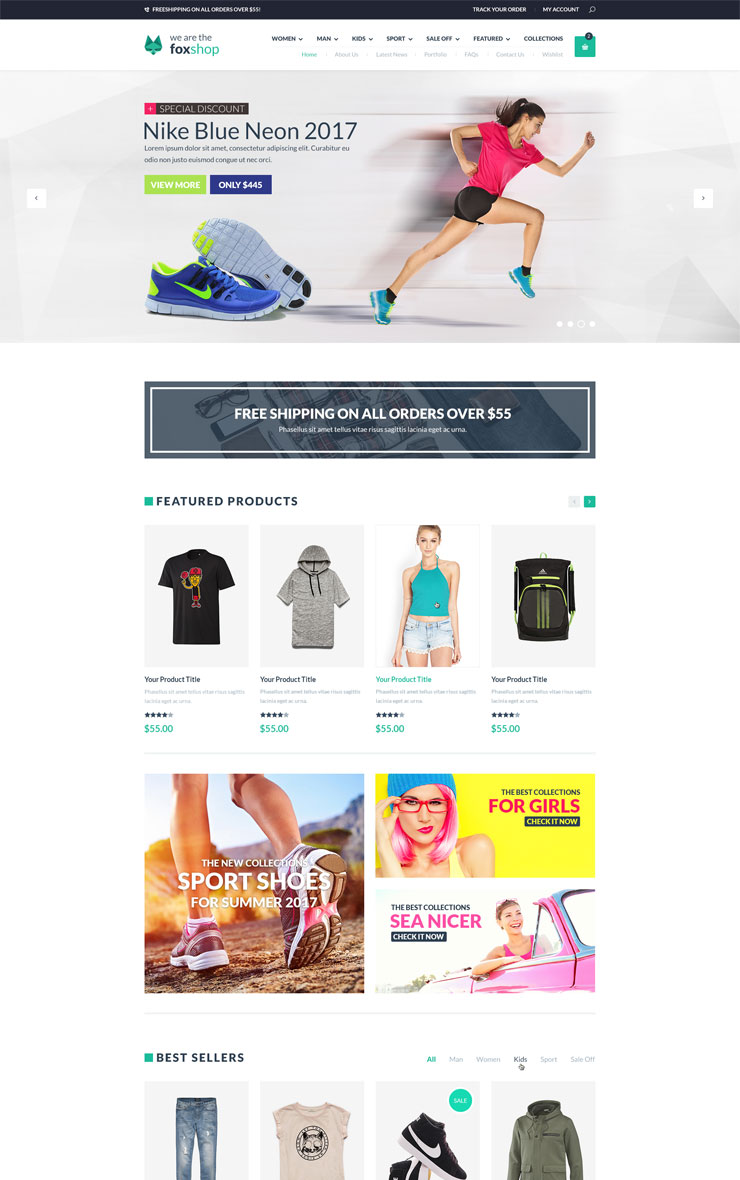 FREESHIPPING ON ALL ORDERS OVER $55!
TRACK YOUR ORDER
MY ACCOUNT
we are the
foxshop
WOMEN
MAN
KIDS
SPORT
SALE OFF
FEATURED
COLLECTIONS
2
Home
About Us
Latest News
Portfolio
FAQs
Contact Us
Wishlist
+ SPECIAL DISCOUNT
Nike Blue Neon 2017
Lorem ipsum dolor sit amet, consectetur adipiscing elit. Curabitur eu
odio non justo euismod congue ut nec orci.
VIEW MORE
ONLY $445
FREE SHIPPING ON ALL ORDERS OVER $55
Phasellus sit amet tellus vitae risus sagittis lacinia eget ac urna.
FEATURED PRODUCTS
adidas
Your Product Title
Phasellus sit amet tellus vitae risus sagittis
lacinia eget ac urna.
$55.00
Your Product Title
Phasellus sit amet tellus vitae risus sagittis
lacinia eget ac urna.
$55.00
Your Product Title
Phasellus sit amet tellus vitae risus sagittis
lacinia eget ac urna.
$55.00
Your Product Title
Phasellus sit amet tellus vitae risus sagittis
lacinia eget ac urna.
$55.00
THE NEW COLLECTIONS
SPORT SHOES
FOR SUMMER 2017
THE BEST COLLECTIONS
FOR GIRLS
CHECK IT NOW
THE BEST COLLECTIONS
SEA NICER
CHECK IT NOW
BEST SELLERS
All
Man
Women
Kids
Sport
Sale Off
SALE